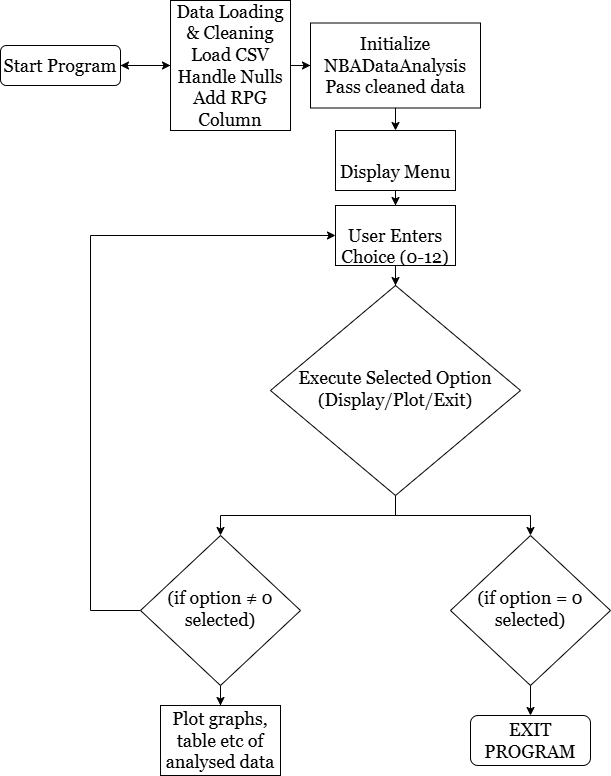 Start Program
Data Loading
& Cleaning
Load CSV
Handle Nulls
Add RPG
Column
Initialize
NBADataAnalysis
Pass cleaned data
Display Menu
User Enters
Choice (0-12)
Execute Selected Option
(Display/Plot/Exit)
(if option ≠ 0
selected)
(if option = 0
selected)
Plot graphs,
table etc of
analysed data
EXIT
PROGRAM